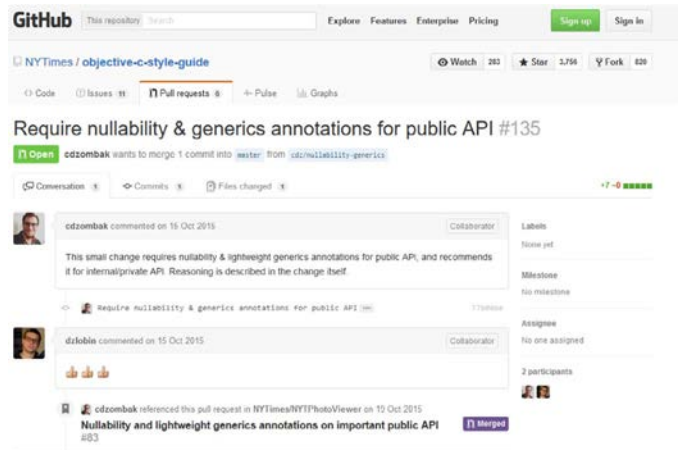 GitHub This repository Search Explore Features Enterprise Pricing Sign up Sign in
NYTimes / objective-c-style-guide Watch 283 Star 3,756 Fork 820
Code Issues 11 Pull requests 6 Pulse Graphs
Require nullability & generics annotations for public API #135
Open cdzombak wants to merge 1 commit into master from cdz/nullability-generics
Conversation 1 Commits 1 Files changed 1 +7 −0
cdzombak commented on 15 Oct 2015 Collaborator
This small change requires nullability & lightweight generics annotations for public API, and recommends
it for internal/private API. Reasoning is described in the change itself.
Require nullability & generics annotations for public API
dzlobin commented on 15 Oct 2015 Collaborator
cdzombak referenced this pull request in NYTimes/NYTPhotoViewer on 15 Oct 2015
Nullability and lightweight generics annotations on important public API Merged
#83
Labels
None yet
Milestone
No milestone
Assignee
No one assigned
2 participants